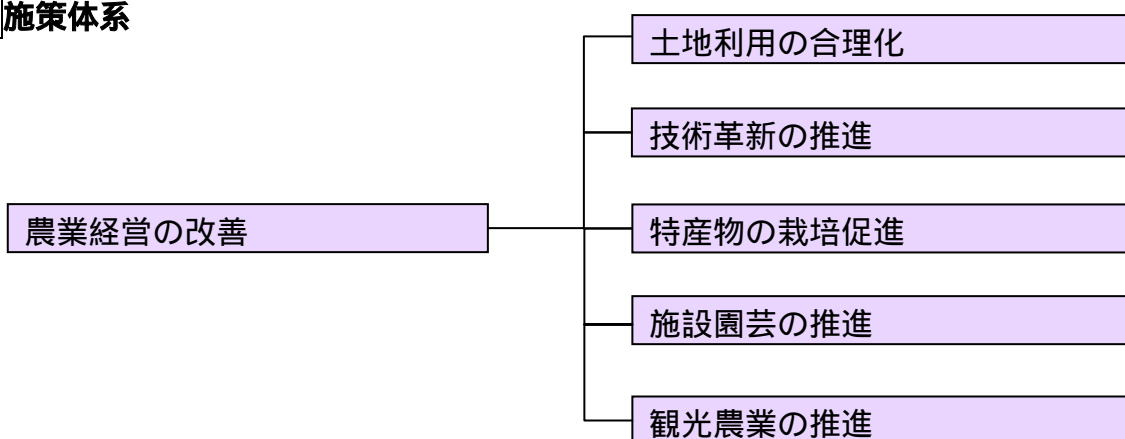 施策体系
土地利用の合理化
技術革新の推進
農業経営の改善
特産物の栽培促進
施設園芸の推進
観光農業の推進